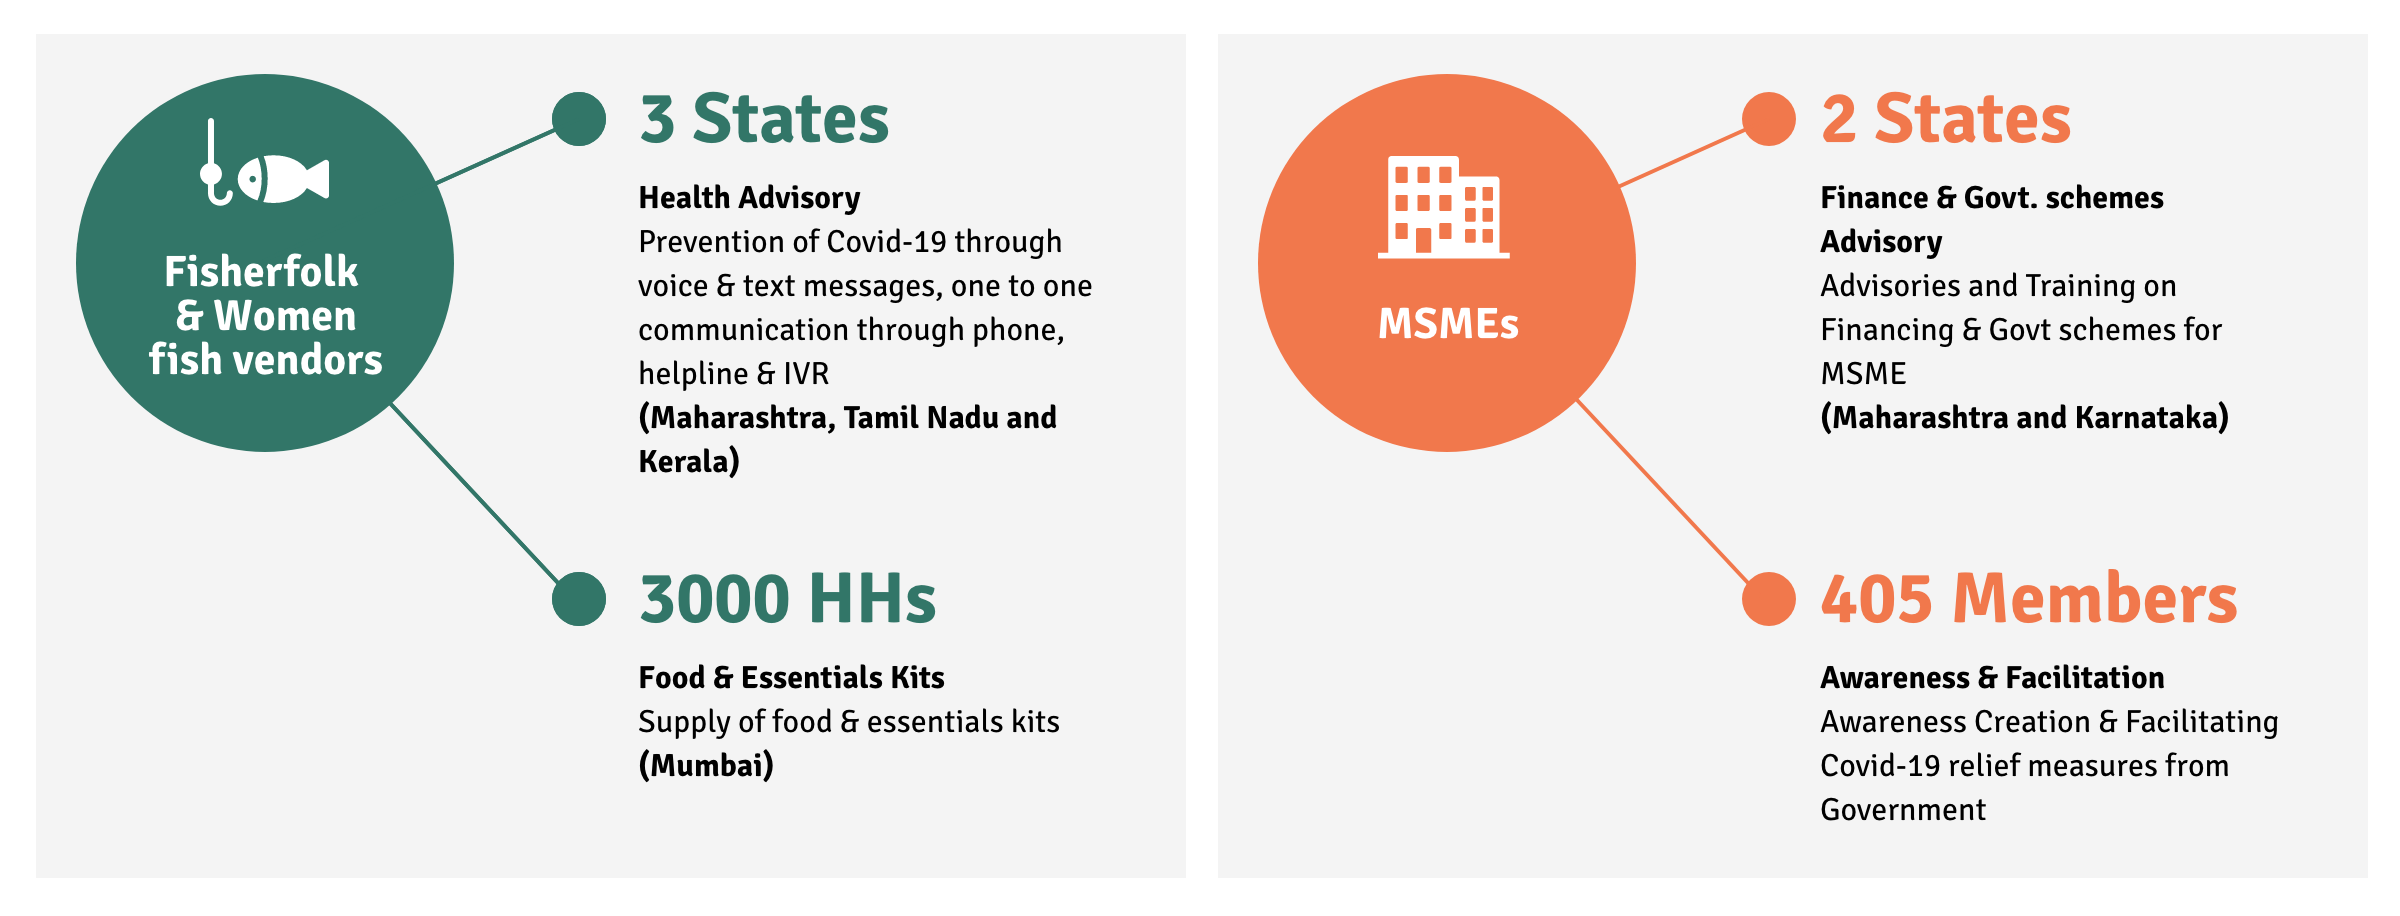 Fisherfolk
& Women
fish vendors
3 States
Health Advisory
Prevention of Covid-19 through
voice & text messages, one to one
communication through phone,
helpline & IVR
(Maharashtra, Tamil Nadu and
Kerala)
3000 HHs
Food & Essentials Kits
Supply of food & essentials kits
(Mumbai)
MSMEs
2 States
Finance & Govt. schemes
Advisory
Advisories and Training on
Financing & Govt schemes for
MSME
(Maharashtra and Karnataka)
405 Members
Awareness & Facilitation
Awareness Creation & Facilitating
Covid-19 relief measures from
Government